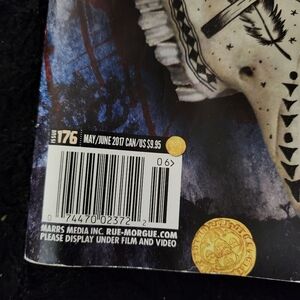 ISSUE 176 MAY/JUNE 2017 CAN/US $9.95
06>
0 74470 02372 2
MARRS MEDIA INC. RUE-MORGUE.COM
PLEASE DISPLAY UNDER FILM AND VIDEO